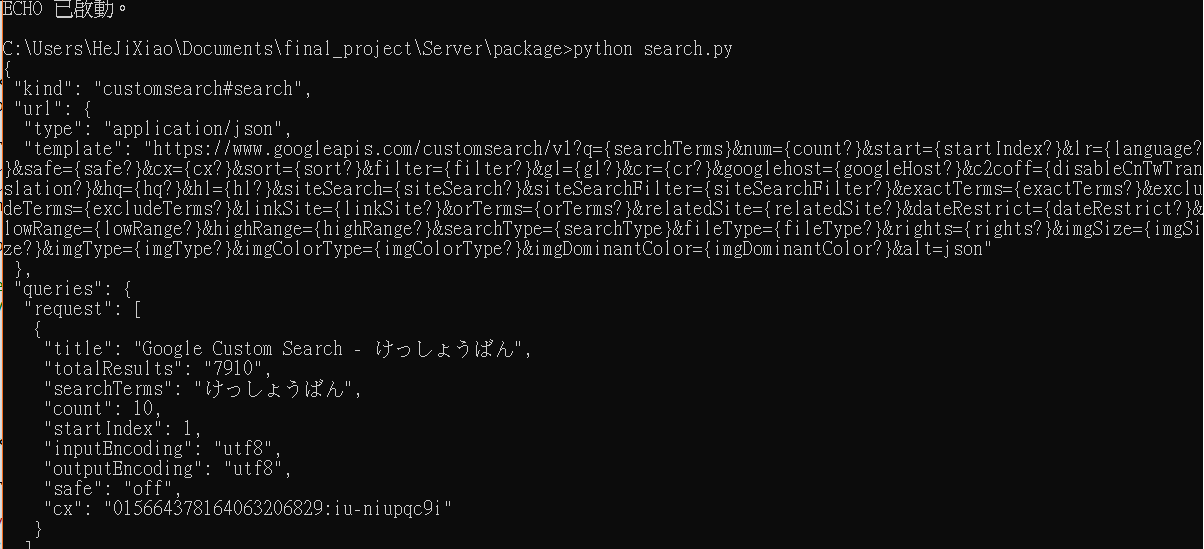 ECHO 已啟動。
C:\Users\HeJiXiao\Documents\final_project\Server\package>python search.py
{
"kind": "customsearch#search",
"url": {
"type": "application/json",
"template": "https://www.googleapis.com/customsearch/v1?q={searchTerms}&num={count?}&start={startIndex?}&lr={language?
}&safe={safe?}&cx={cx?}&sort={sort?}&filter={filter?}&gl={gl?}&cr={cr?}&googlehost={googleHost?}&c2coff={disableCnTwTran
slation?}&hq={hq?}&hl={hl?}&siteSearch={siteSearch?}&siteSearchFilter={siteSearchFilter?}&exactTerms={exactTerms?}&exclu
deTerms={excludeTerms?}&linkSite={linkSite?}&orTerms={orTerms?}&relatedSite={relatedSite?}&dateRestrict={dateRestrict?}&
lowRange={lowRange?}&highRange={highRange?}&searchType={searchType}&fileType={fileType?}&rights={rights?}&imgSize={imgSi
ze?}&imgType={imgType?}&imgColorType={imgColorType?}&imgDominantColor={imgDominantColor?}&alt=json"
},
"queries": {
"request": [
{
"title": "Google Custom Search - けっしょうばん",
"totalResults": "7910",
"searchTerms": "けっしょうばん",
"count": 10,
"startIndex": 1,
"inputEncoding": "utf8",
"outputEncoding": "utf8",
"safe": "off",
"cx": "015664378164063206829:iu-niupqc9i"
}
]